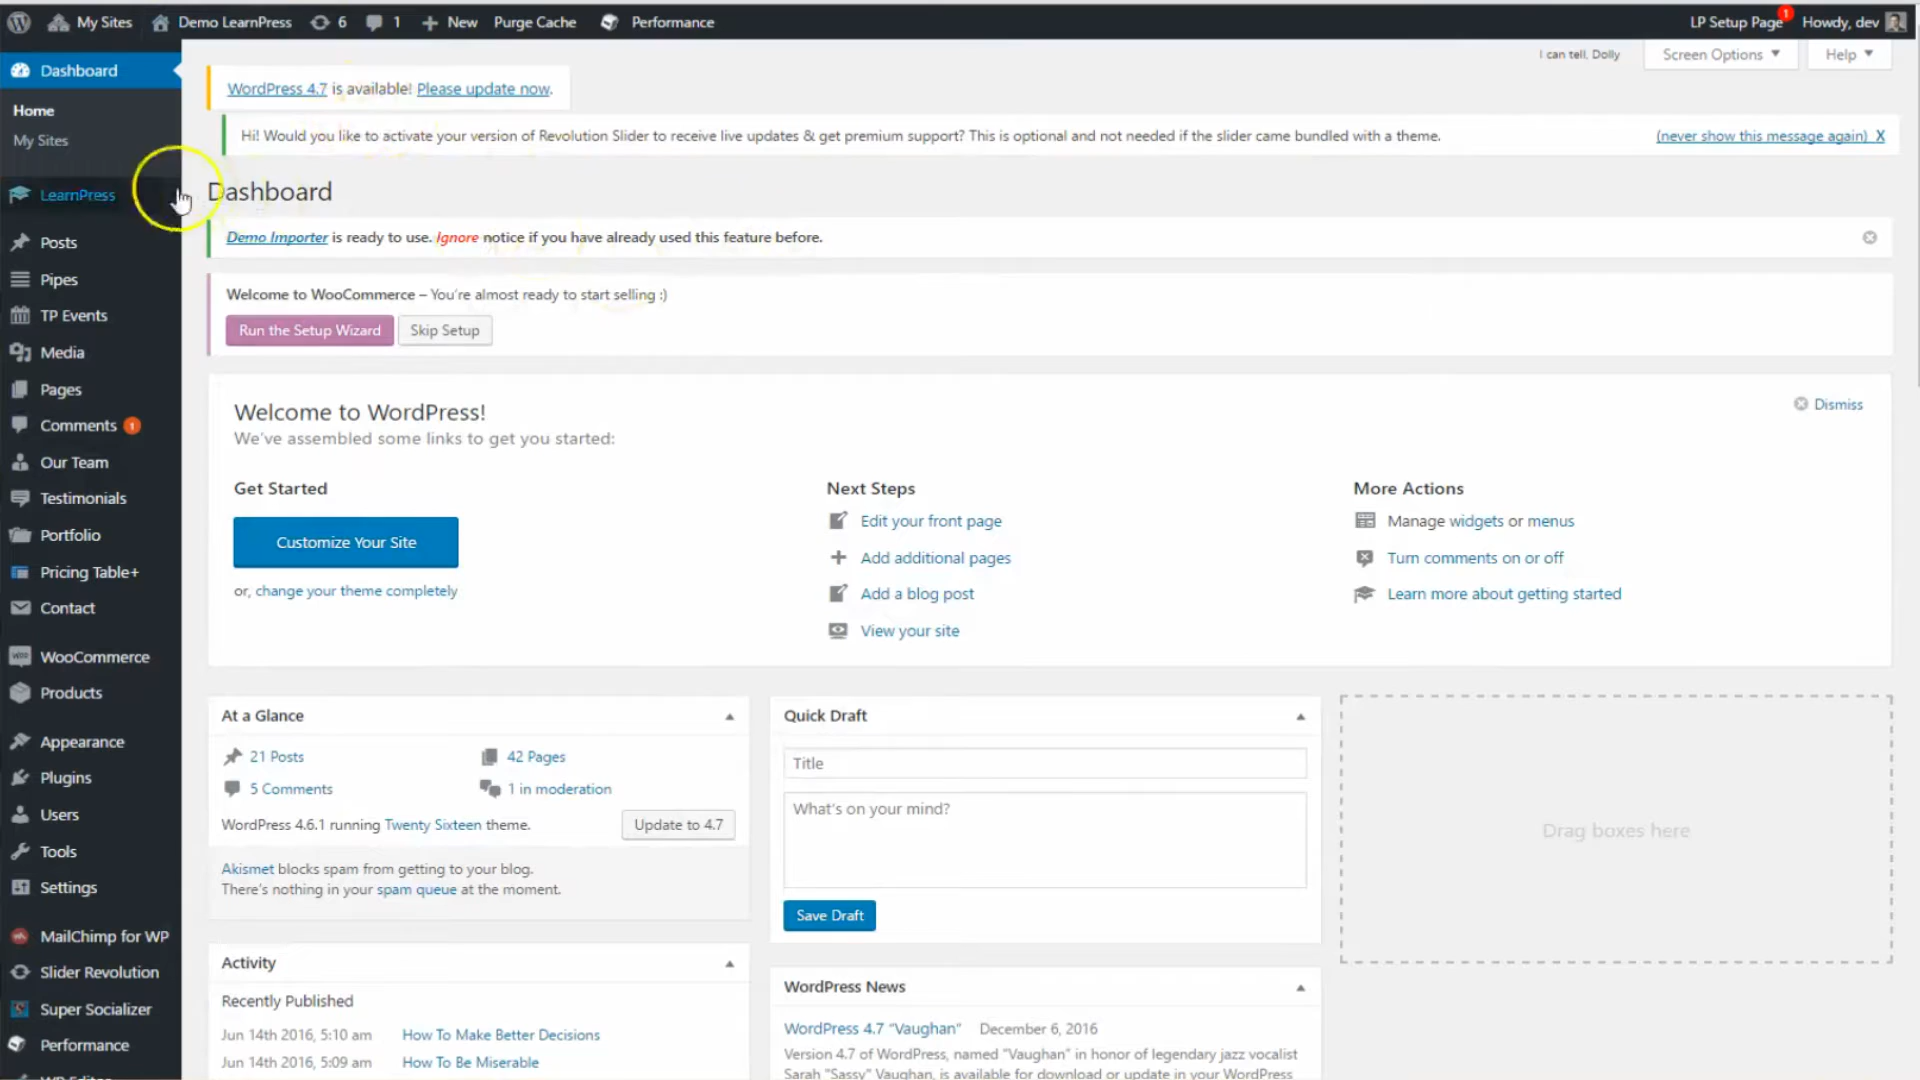 My Sites
Demo LearnPress
6
1
New
Purge Cache
Performance
LP Setup Page
1
Howdy, dev
Dashboard
Home
My Sites
LearnPress
Posts
Pipes
TP Events
Media
Pages
Comments 1
Our Team
Testimonials
Portfolio
Pricing Table+
Contact
WooCommerce
Products
Appearance
Plugins
Users
Tools
Settings
MailChimp for WP
Slider Revolution
Super Socializer
Performance
I can tell, Dolly
Screen Options
Help
WordPress 4.7 is available! Please update now.
Hi! Would you like to activate your version of Revolution Slider to receive live updates & get premium support? This is optional and not needed if the slider came bundled with a theme.
(never show this message again) X
Dashboard
Demo Importer is ready to use. Ignore notice if you have already used this feature before.
Welcome to WooCommerce – You're almost ready to start selling :)
Run the Setup Wizard
Skip Setup
Welcome to WordPress!
Dismiss
We've assembled some links to get you started:
Get Started
Customize Your Site
or, change your theme completely
Next Steps
Edit your front page
Add additional pages
Add a blog post
View your site
More Actions
Manage widgets or menus
Turn comments on or off
Learn more about getting started
At a Glance
21 Posts
42 Pages
5 Comments
1 in moderation
WordPress 4.6.1 running Twenty Sixteen theme.
Update to 4.7
Akismet blocks spam from getting to your blog.
There's nothing in your spam queue at the moment.
Activity
Recently Published
Jun 14th 2016, 5:10 am How To Make Better Decisions
Jun 14th 2016, 5:09 am How To Be Miserable
Quick Draft
Title
What's on your mind?
Save Draft
WordPress News
WordPress 4.7 "Vaughan" December 6, 2016
Version 4.7 of WordPress, named "Vaughan" in honor of legendary jazz vocalist
Sarah "Sassy" Vaughan, is available for download or update in your WordPress
Drag boxes here